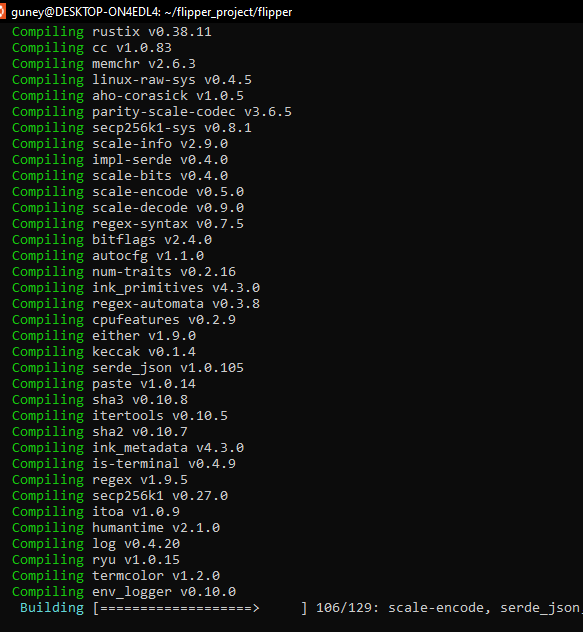 guney@DESKTOP-ON4EDL4: ~/flipper_project/flipper
Compiling rustix v0.38.11
Compiling cc v1.0.83
Compiling memchr v2.6.3
Compiling linux-raw-sys v0.4.5
Compiling aho-corasick v1.0.5
Compiling parity-scale-codec v3.6.5
Compiling secp256k1-sys v0.8.1
Compiling scale-info v2.9.0
Compiling impl-serde v0.4.0
Compiling scale-bits v0.4.0
Compiling scale-encode v0.5.0
Compiling scale-decode v0.9.0
Compiling regex-syntax v0.7.5
Compiling bitflags v2.4.0
Compiling autocfg v1.1.0
Compiling num-traits v0.2.16
Compiling ink_primitives v4.3.0
Compiling regex-automata v0.3.8
Compiling cpufeatures v0.2.9
Compiling either v1.9.0
Compiling keccak v0.1.4
Compiling serde_json v1.0.105
Compiling paste v1.0.14
Compiling sha3 v0.10.8
Compiling itertools v0.10.5
Compiling sha2 v0.10.7
Compiling ink_metadata v4.3.0
Compiling is-terminal v0.4.9
Compiling regex v1.9.5
Compiling secp256k1 v0.27.0
Compiling itoa v1.0.9
Compiling humantime v2.1.0
Compiling log v0.4.20
Compiling ryu v1.0.15
Compiling termcolor v1.2.0
Compiling env_logger v0.10.0
Building [===================>     ] 106/129: scale-encode, serde_json,